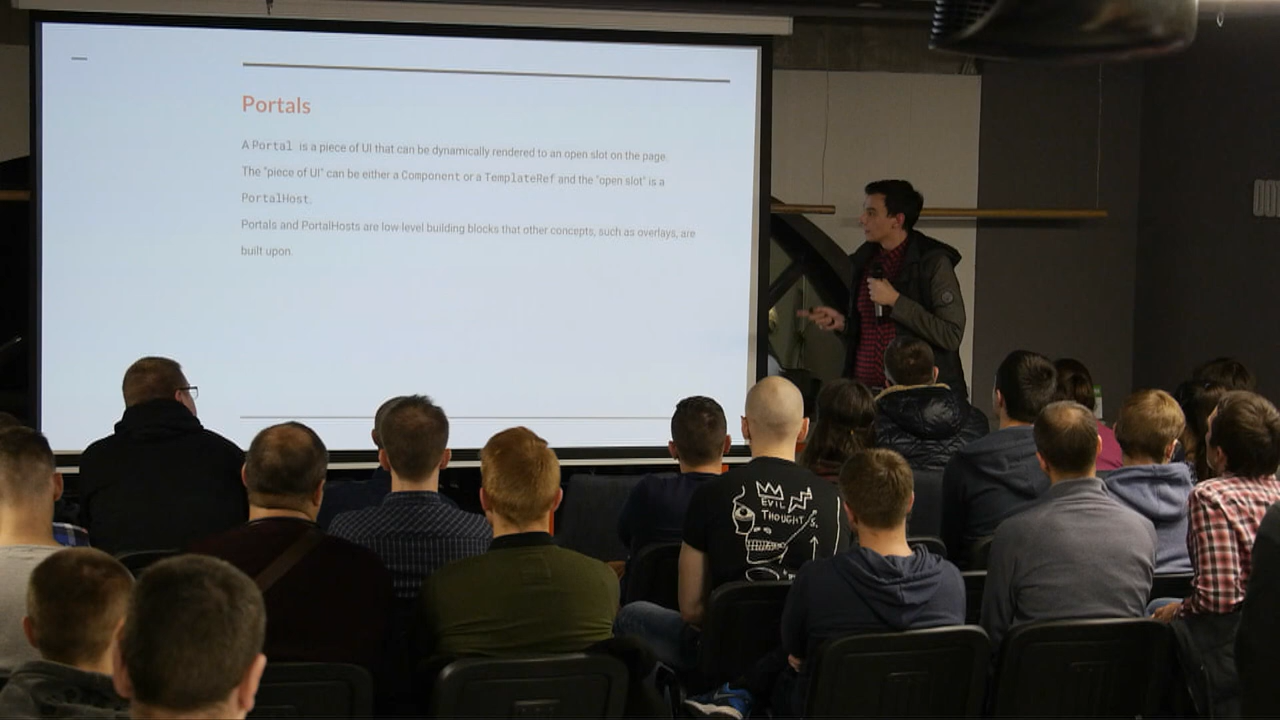 Portals
A Portal is a piece of UI that can be dynamically rendered to an open slot on the page.
The "piece of UI" can be either a Component or a TemplateRef and the "open slot" is a
PortalHost.
Portals and PortalHosts are low-level building blocks that other concepts, such as overlays, are
built upon.
EVIL
THOUGHTS,